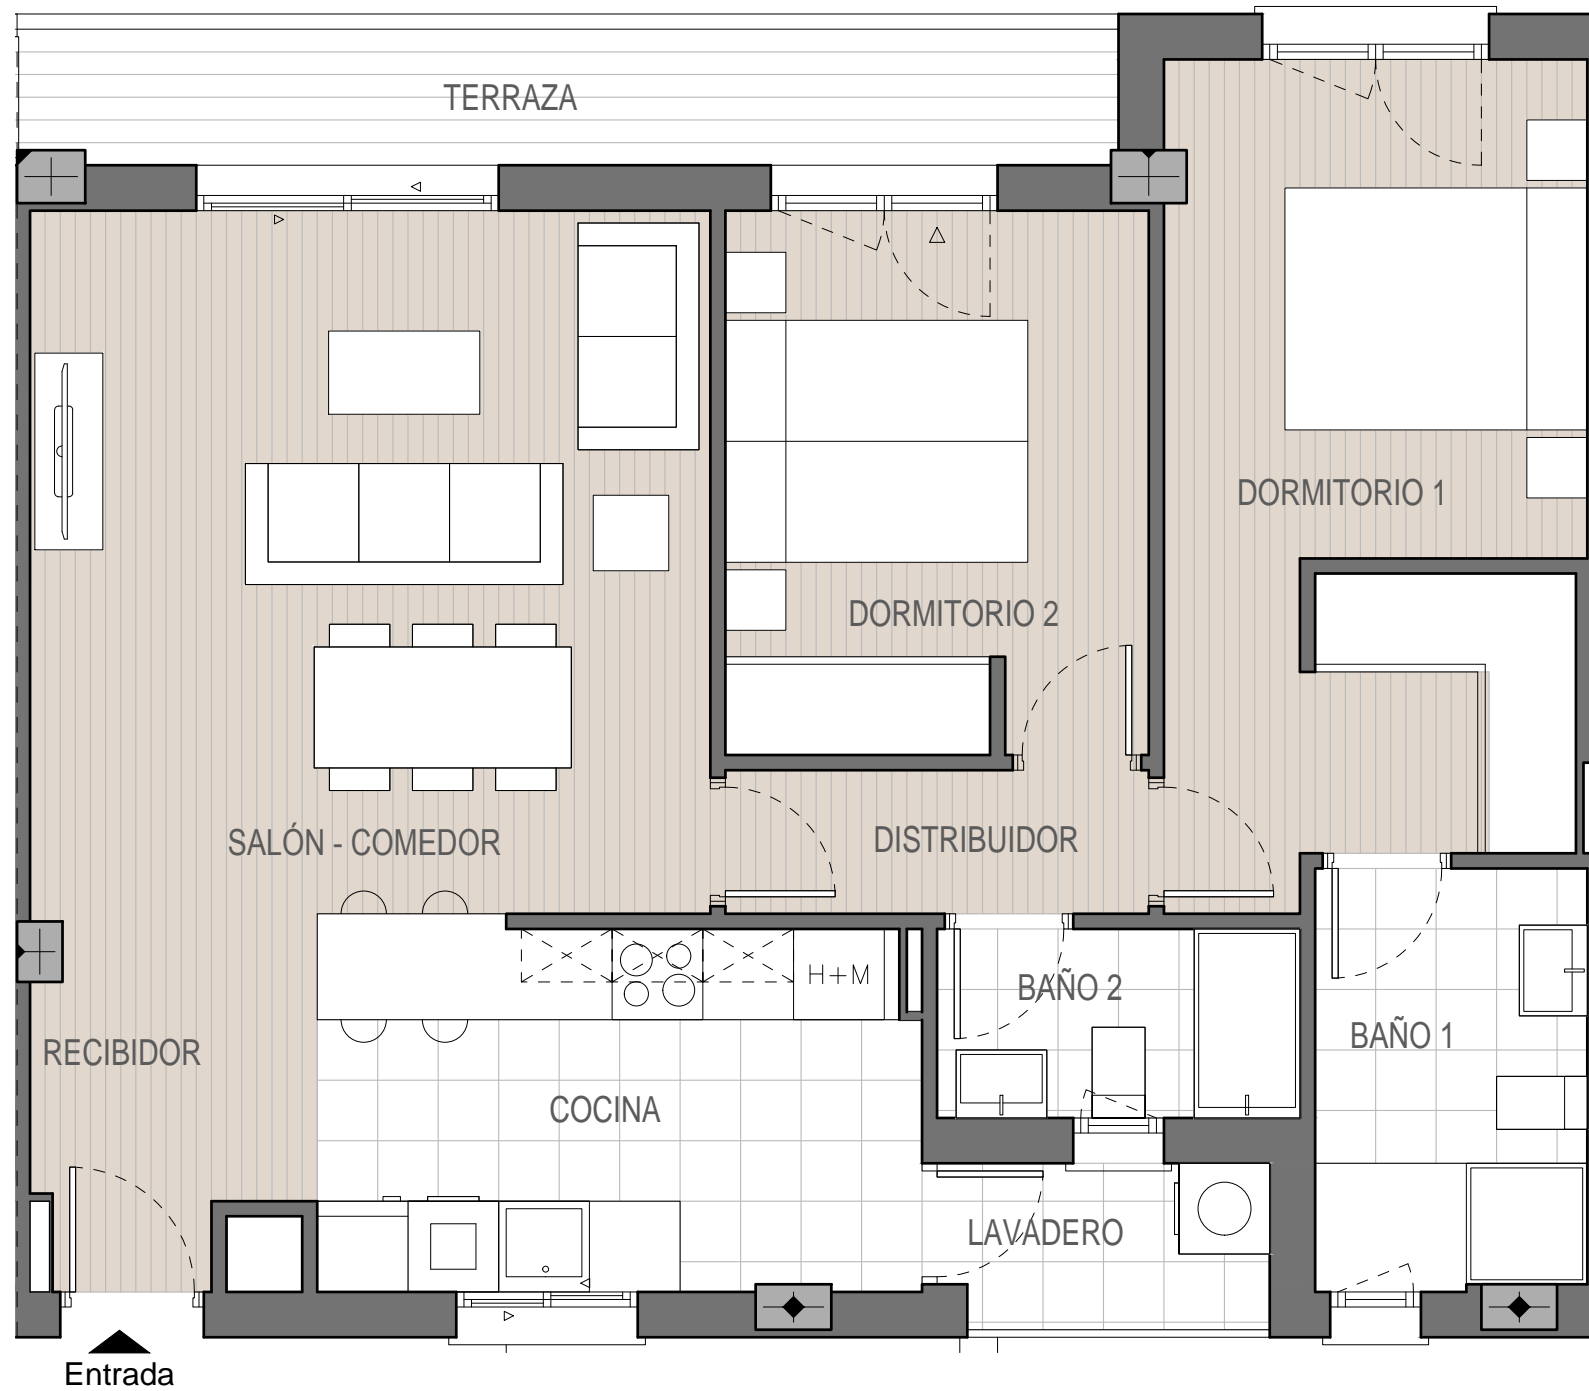 TERRAZA
DORMITORIO 1
DORMITORIO 2
SALÓN - COMEDOR
DISTRIBUIDOR
H+M
BAÑO 2
BAÑO 1
RECIBIDOR
COCINA
LAVADERO
Entrada